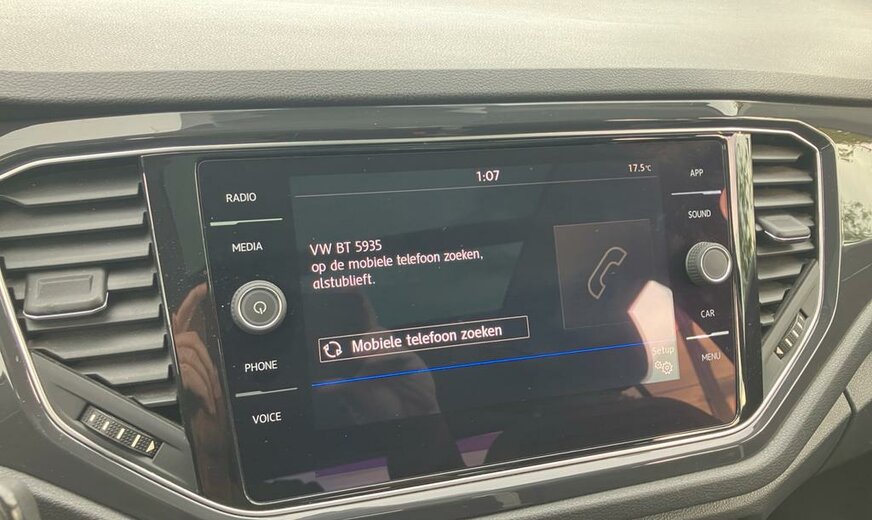 1:07
17.5°C
RADIO
MEDIA
PHONE
VOICE
VW BT 5935
op de mobiele telefoon zoeken,
alstublieft.
Mobiele telefoon zoeken
Setup
APP
SOUND
CAR
MENU